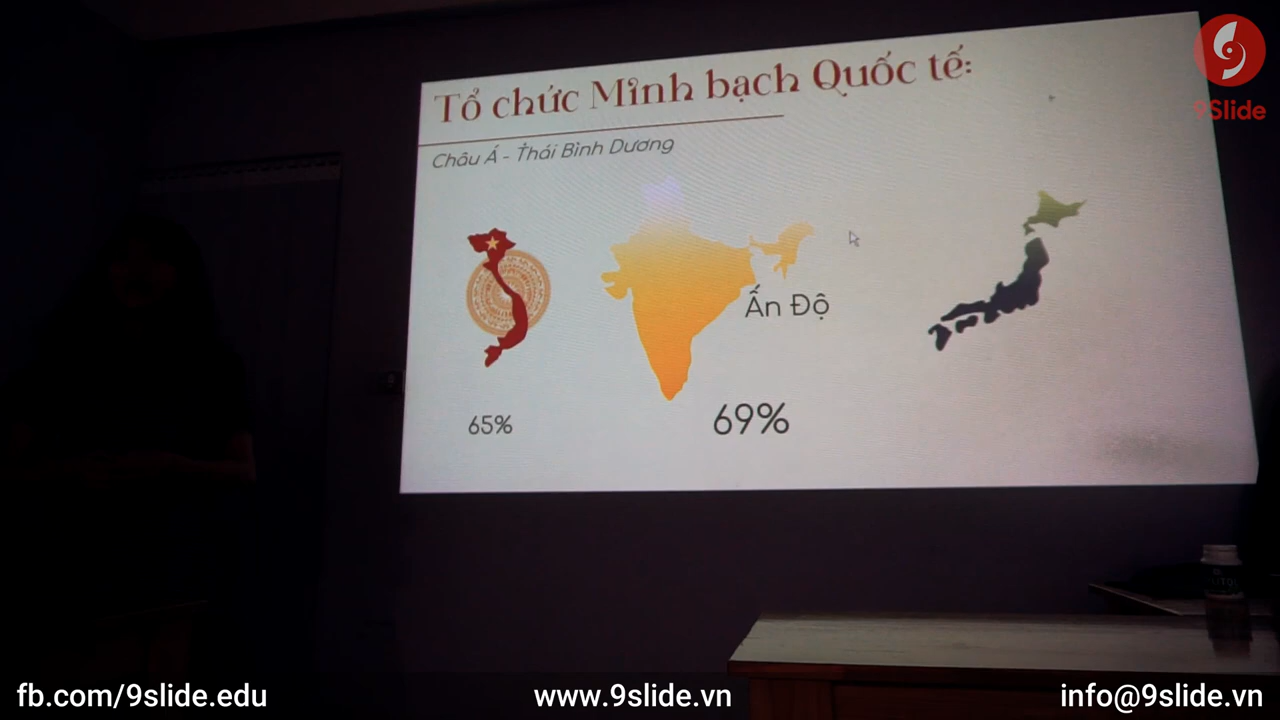 Tổ chức Minh bạch Quốc tế:
Châu Á - Thái Bình Dương
9Slide
Ấn Độ
65%
69%
fb.com/9slide.edu
www.9slide.vn
info@9slide.vn